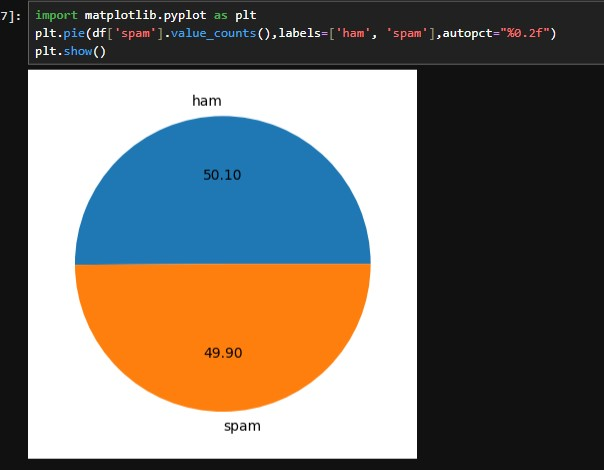 7]:
import matplotlib.pyplot as plt
plt.pie(df['spam'].value_counts(),labels=['ham', 'spam'],autopct="%0.2f")
plt.show()
ham
50.10
49.90
spam